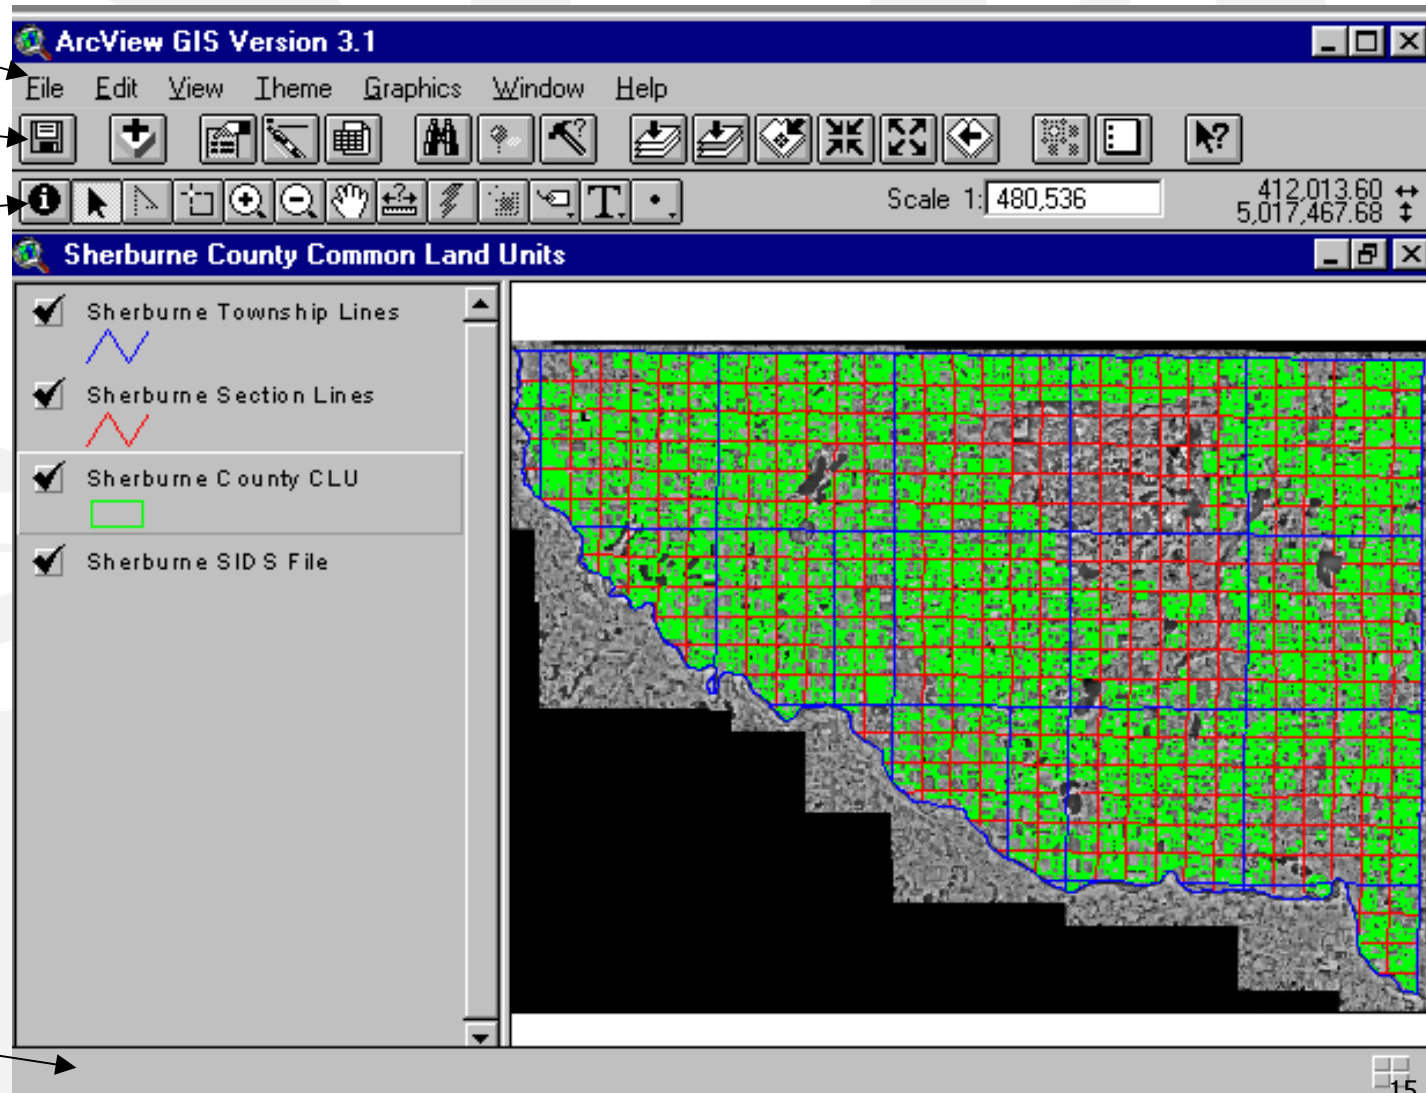 ArcView GIS Version 3.1
File Edit View Theme Graphics Window Help
Scale 1: 480,536
412,013.60
5,017,467.68
Sherburne County Common Land Units
Sherburne Township Lines
Sherburne Section Lines
Sherburne County CLU
Sherburne SIDS File
15